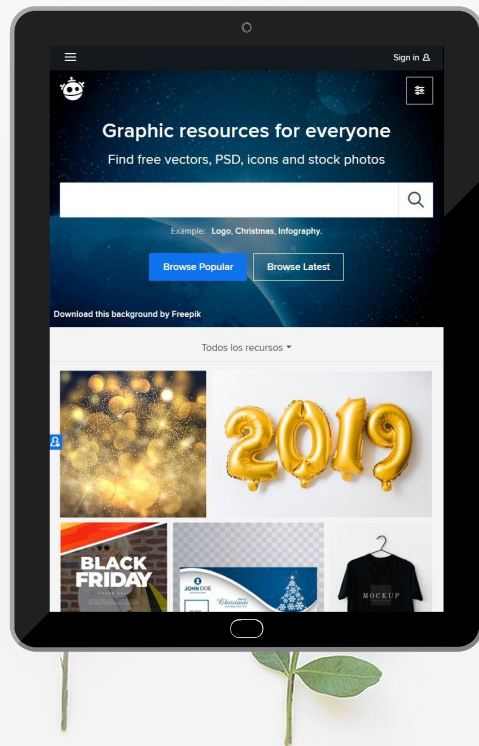 Sign in
Graphic resources for everyone
Find free vectors, PSD, icons and stock photos
Example: Logo, Christmas, Infography.
Browse Popular
Browse Latest
Download this background by Freepik
Todos los recursos
2019
BLACK
FRIDAY
JOHN DOE
Christmas
MOCKUP